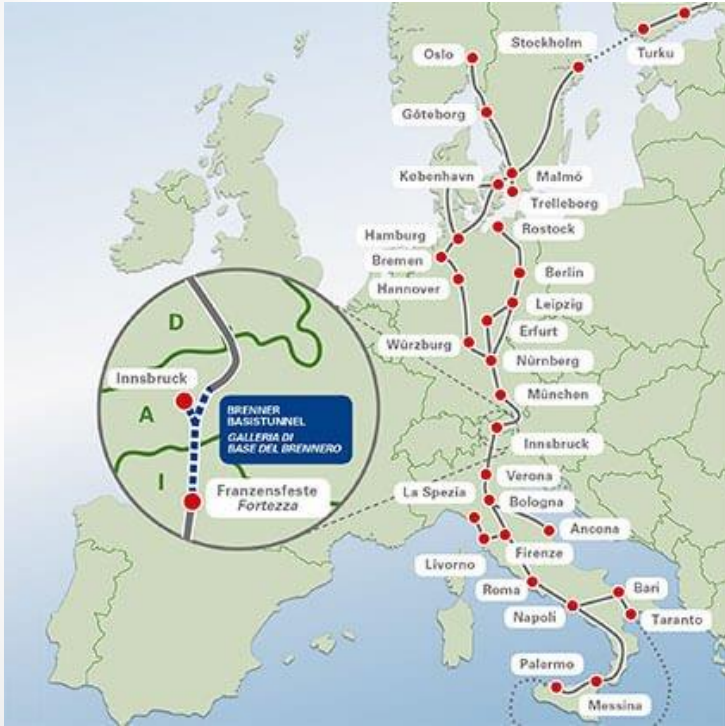 Oslo
Stockholm
Turku
Göteborg
København
Malmö
Trelleborg
Hamburg
Rostock
Bremen
Berlin
Hannover
Leipzig
Erfurt
Würzburg
Nürnberg
München
Innsbruck
Verona
La Spezia
Bologna
Ancona
Livorno
Firenze
Roma
Bari
Napoli
Taranto
Palermo
Messina
D
Innsbruck
A
BRENNER
BASISTUNNEL
GALLERIA DI
BASE DEL BRENNERO
I
Franzensfeste
Fortezza